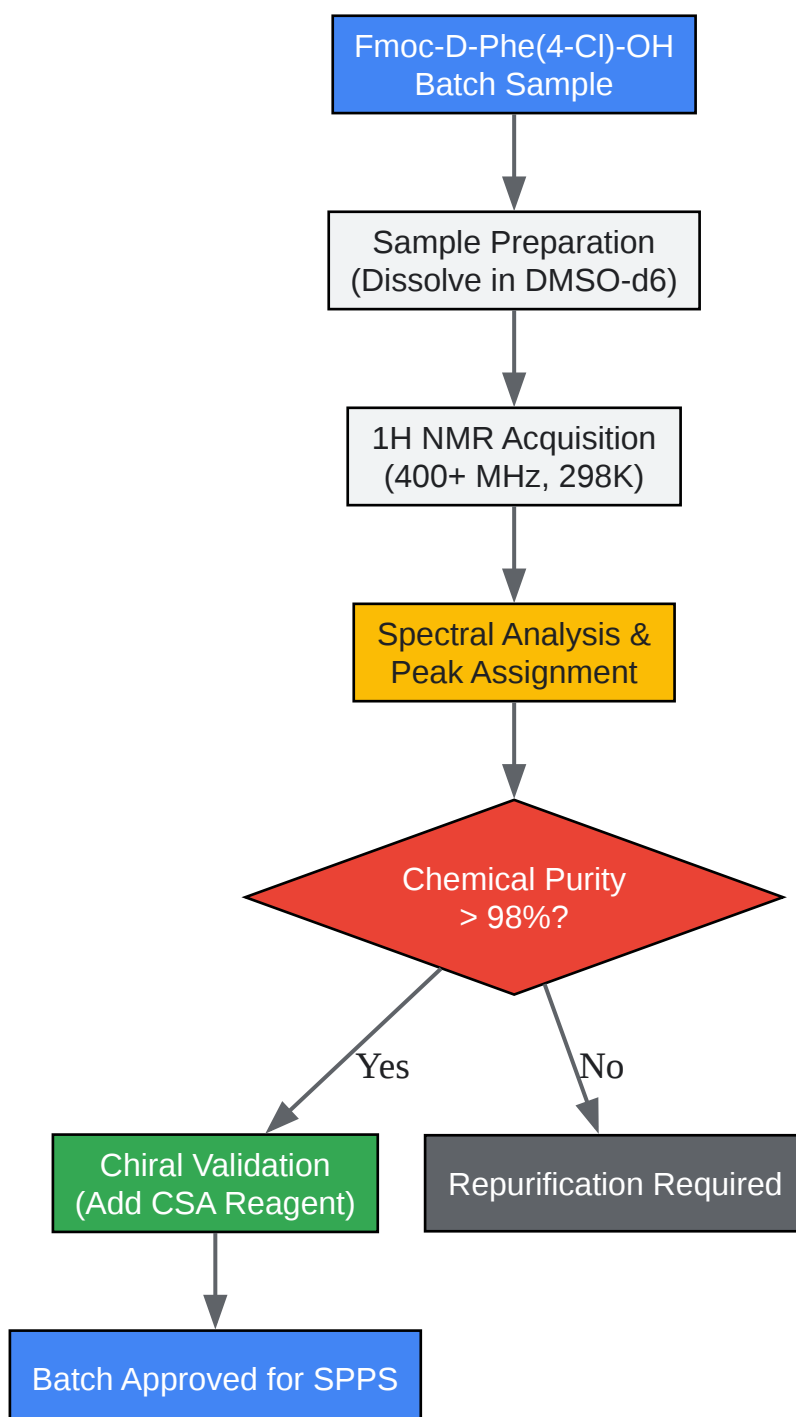 Fmoc-D-Phe(4-Cl)-OH
Batch Sample
Sample Preparation
(Dissolve in DMSO-d6)
1H NMR Acquisition
(400+ MHz, 298K)
Spectral Analysis &
Peak Assignment
Chemical Purity
> 98%?
Yes
No
Chiral Validation
(Add CSA Reagent)
Repurification Required
Batch Approved for SPPS